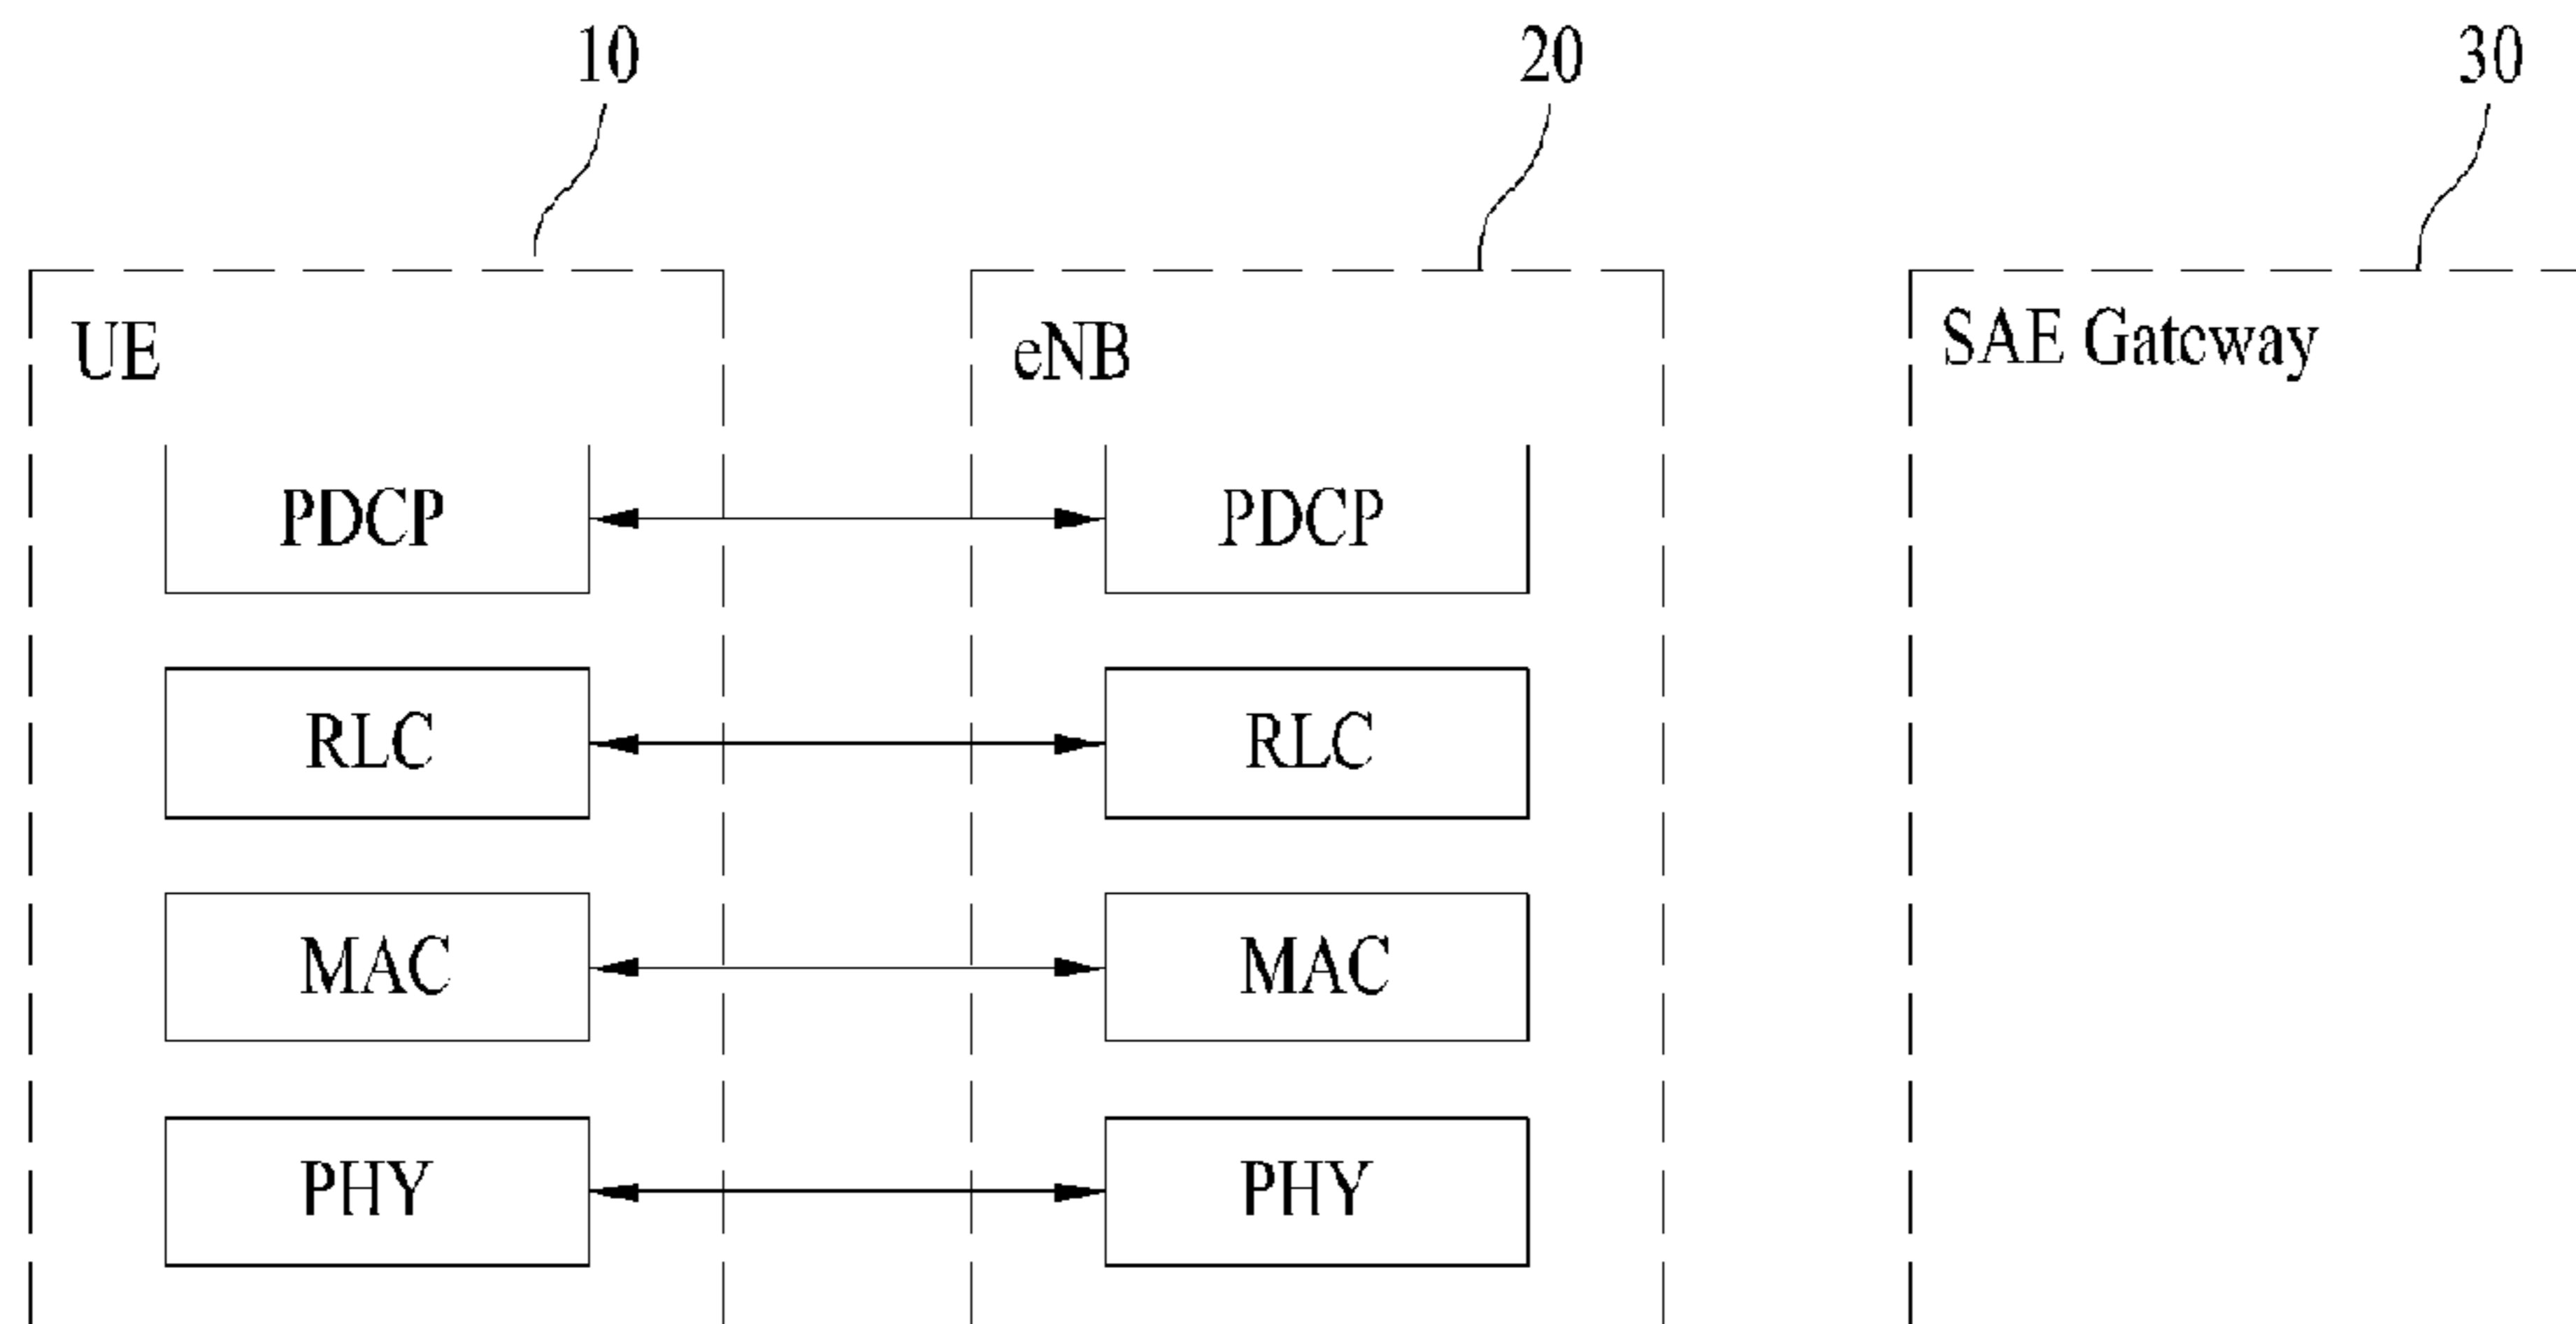 10 20 30
UE eNB SAE Gateway
PDCP PDCP
RLC RLC
MAC MAC
PHY PHY